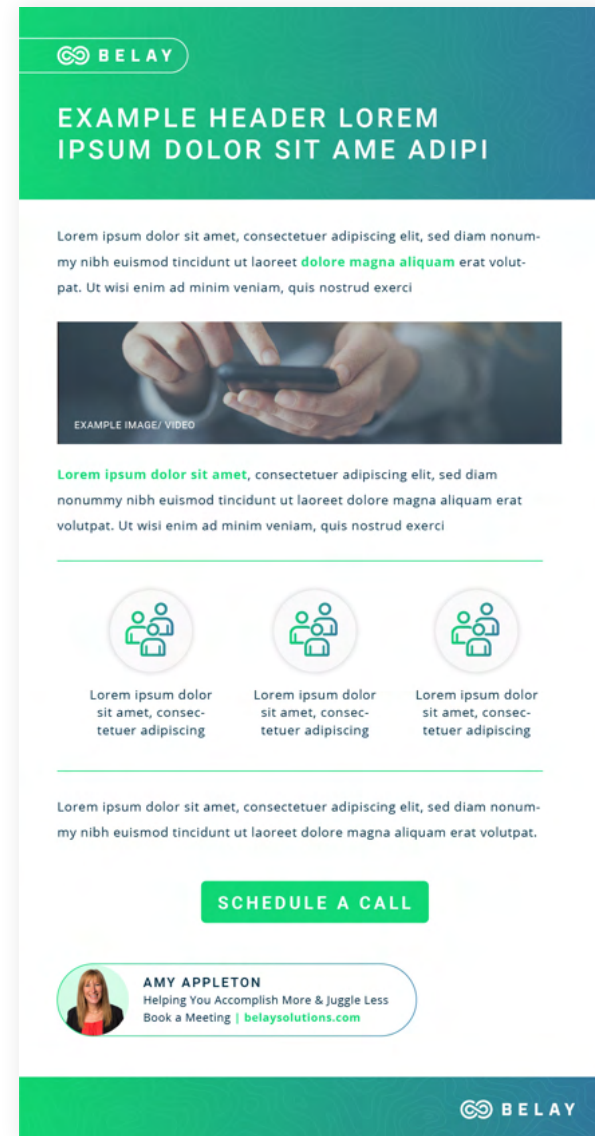 BELAY
EXAMPLE HEADER LOREM
IPSUM DOLOR SIT AME ADIPI
Lorem ipsum dolor sit amet, consectetuer adipiscing elit, sed diam nonum-
my nibh euismod tincidunt ut laoreet dolore magna aliquam erat volut-
pat. Ut wisi enim ad minim veniam, quis nostrud exerci
EXAMPLE IMAGE/ VIDEO
Lorem ipsum dolor sit amet, consectetuer adipiscing elit, sed diam
nonummy nibh euismod tincidunt ut laoreet dolore magna aliquam erat
volutpat. Ut wisi enim ad minim veniam, quis nostrud exerci
Lorem ipsum dolor
sit amet, consec-
tetuer adipiscing
Lorem ipsum dolor
sit amet, consec-
tetuer adipiscing
Lorem ipsum dolor
sit amet, consec-
tetuer adipiscing
Lorem ipsum dolor sit amet, consectetuer adipiscing elit, sed diam nonum-
my nibh euismod tincidunt ut laoreet dolore magna aliquam erat volutpat.
SCHEDULE A CALL
AMY APPLETON
Helping You Accomplish More & Juggle Less
Book a Meeting | belaysolutions.com
BELAY